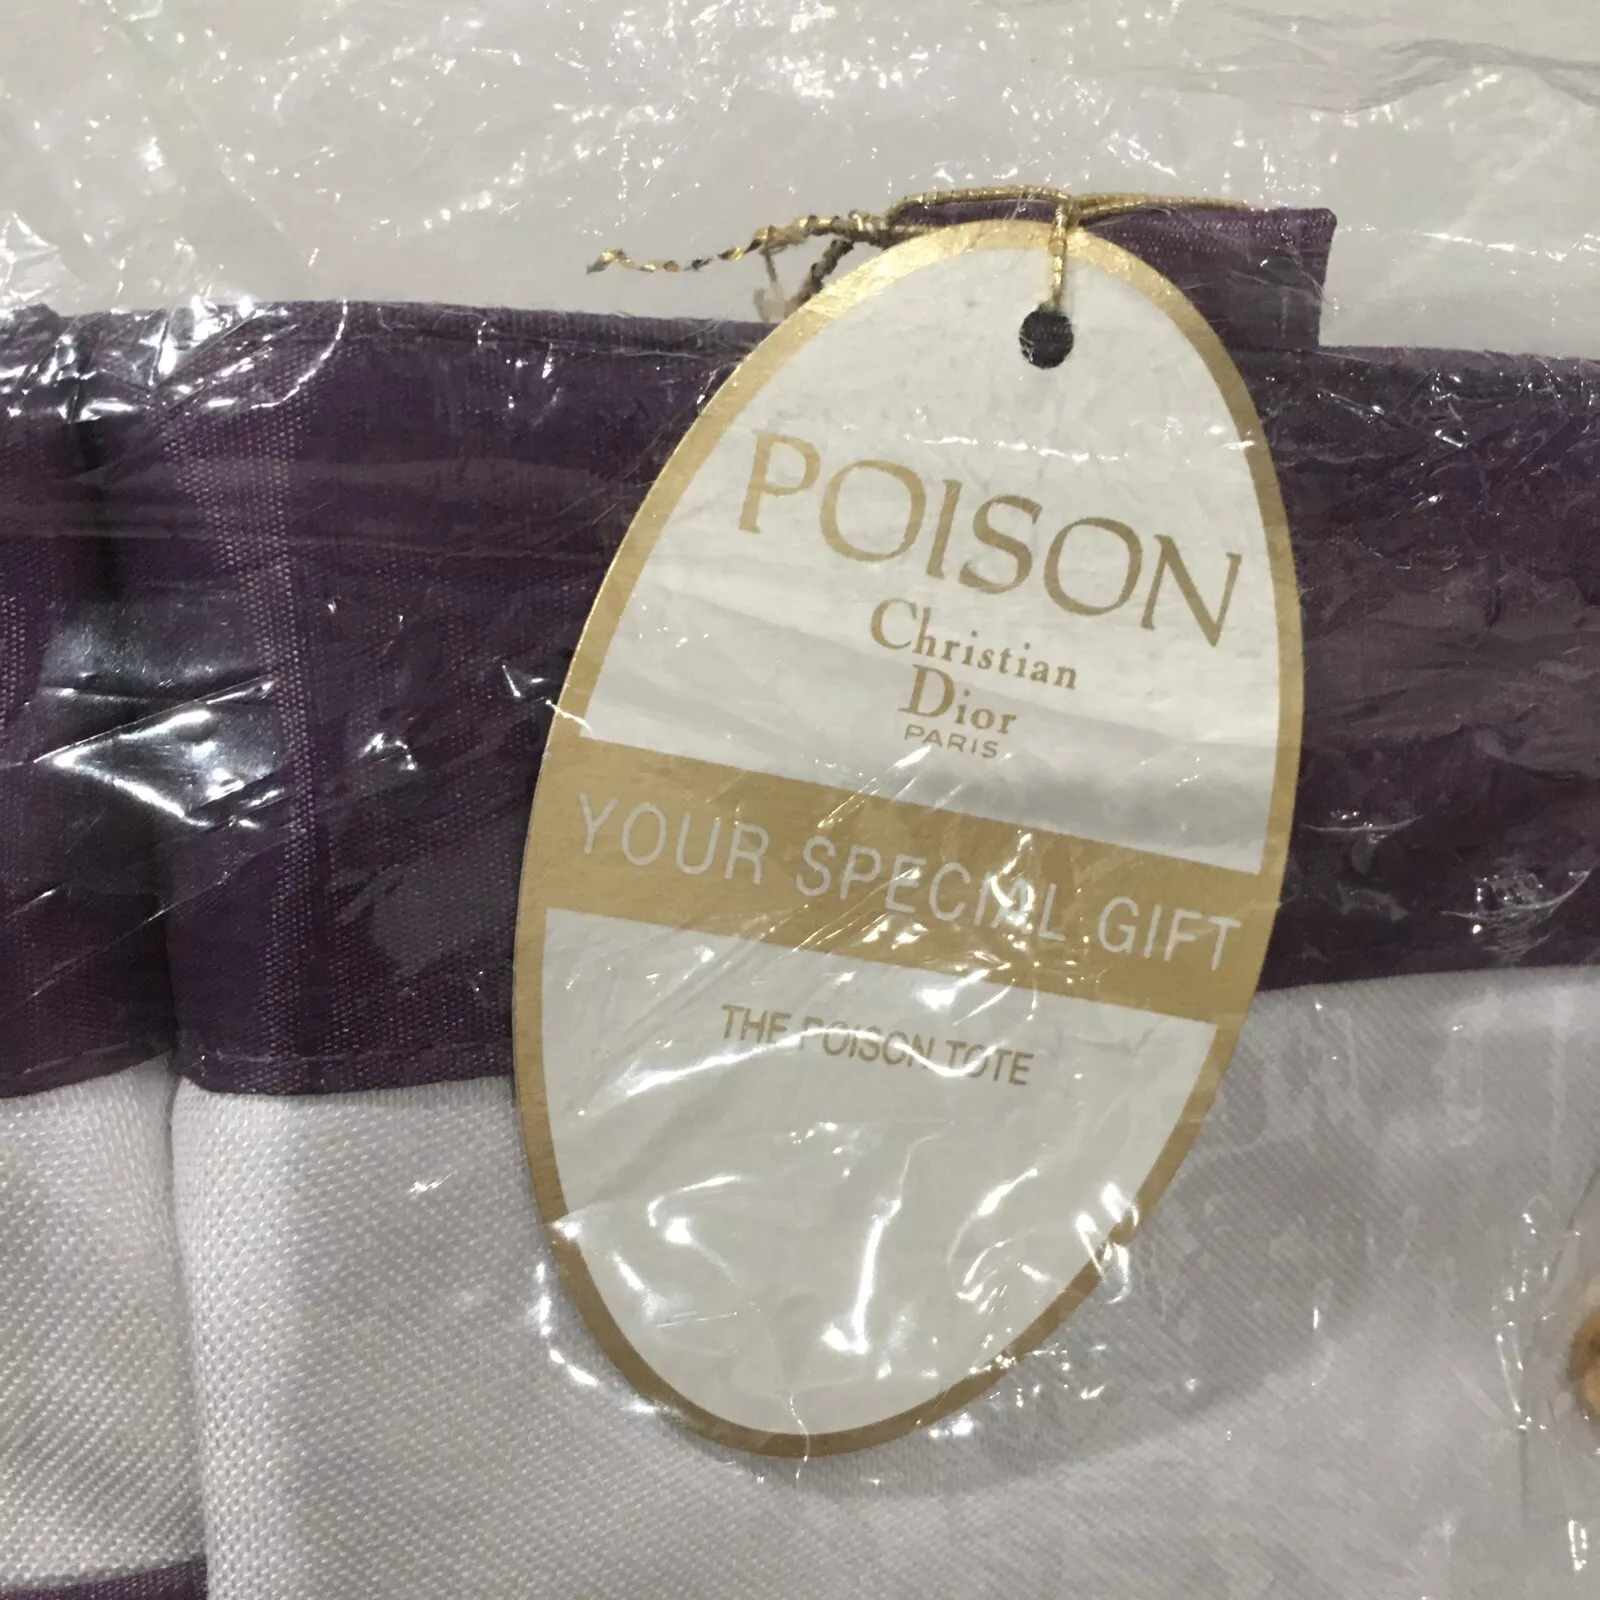 POISON
Christian
Dior
PARIS
YOUR SPECIAL GIFT
THE POISON TOTE